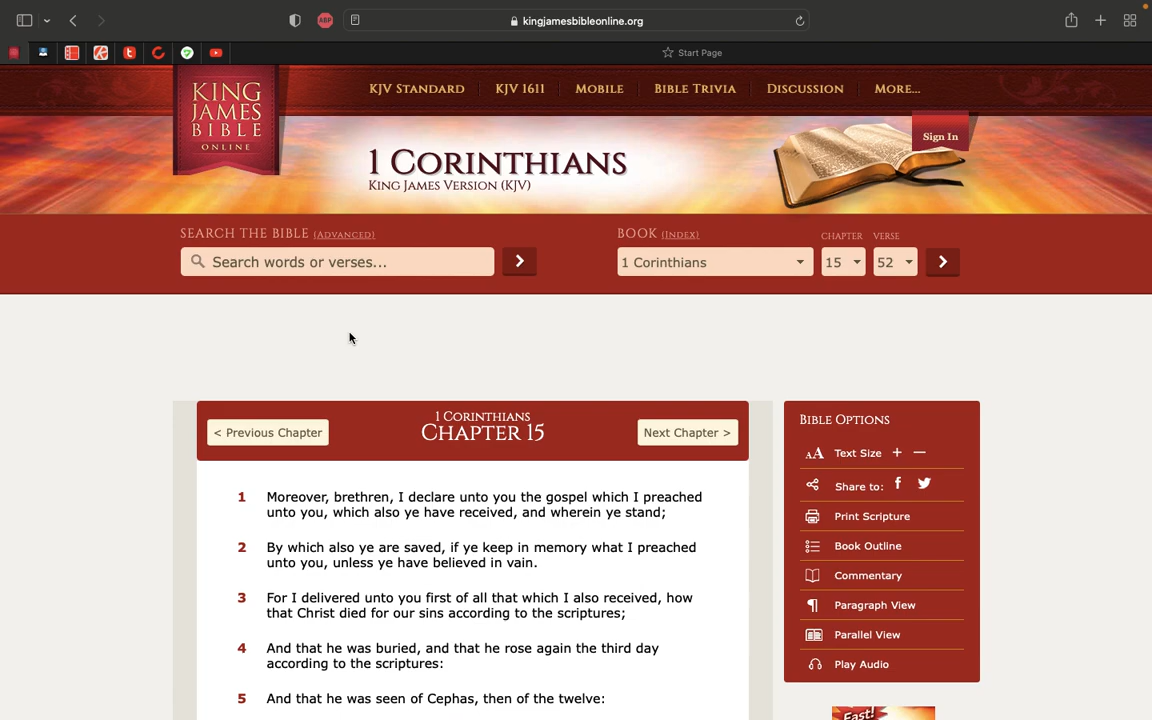 kingjamesbibleonline.org
ABP
Start Page
KING
JAMES
BIBLE
ONLINE
KJV STANDARD
KJV 1611
MOBILE
BIBLE TRIVIA
DISCUSSION
MORE...
Sign In
1 CORINTHIANS
KING JAMES VERSION (KJV)
SEARCH THE BIBLE (ADVANCED)
Search words or verses...
BOOK (INDEX)
CHAPTER
VERSE
1 Corinthians
15
52
< Previous Chapter
1 CORINTHIANS
CHAPTER 15
Next Chapter >
1 Moreover, brethren, I declare unto you the gospel which I preached
unto you, which also ye have received, and wherein ye stand;
2 By which also ye are saved, if ye keep in memory what I preached
unto you, unless ye have believed in vain.
3 For I delivered unto you first of all that which I also received, how
that Christ died for our sins according to the scriptures;
4 And that he was buried, and that he rose again the third day
according to the scriptures:
5 And that he was seen of Cephas, then of the twelve:
BIBLE OPTIONS
AA Text Size + −
Share to:
Print Scripture
Book Outline
Commentary
¶ Paragraph View
Parallel View
Play Audio
East!